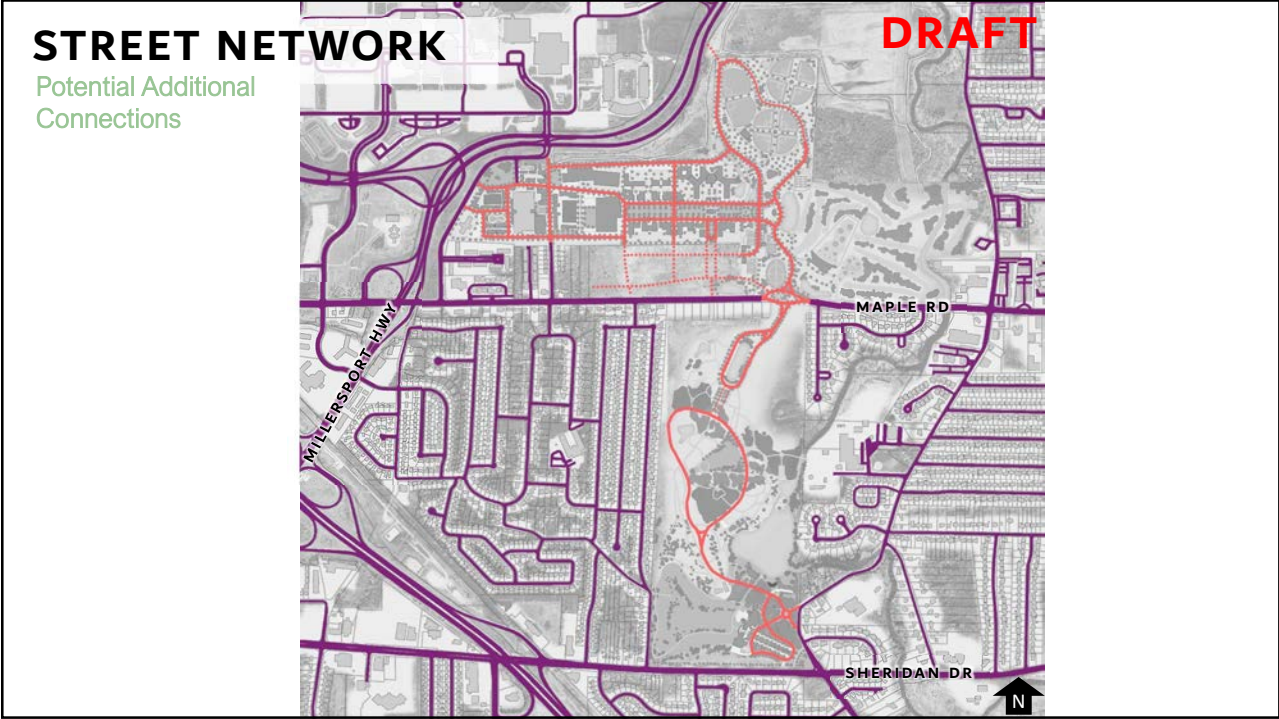 STREET NETWORK
DRAFT
Potential Additional
Connections
MAPLE RD
MILLERSPORT HWY
SHERIDAN DR
N